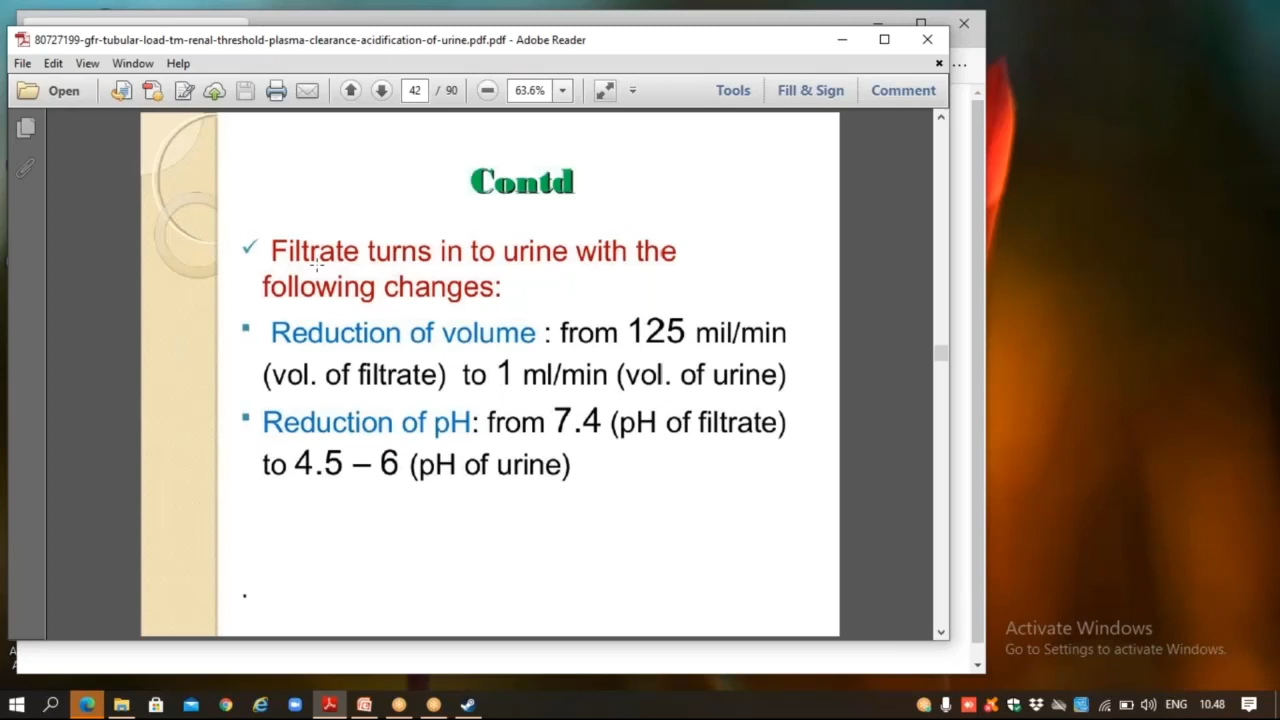 80727199-gfr-tubular-load-tm-renal-threshold-plasma-clearance-acidification-of-urine.pdf.pdf - Adobe Reader
File Edit View Window Help
Open 42 / 90 63.6% Tools Fill & Sign Comment
Contd
✓ Filtrate turns in to urine with the
following changes:
▪ Reduction of volume : from 125 mil/min
(vol. of filtrate) to 1 ml/min (vol. of urine)
▪ Reduction of pH: from 7.4 (pH of filtrate)
to 4.5 – 6 (pH of urine)
.
Activate Windows
Go to Settings to activate Windows.
ENG 10.48